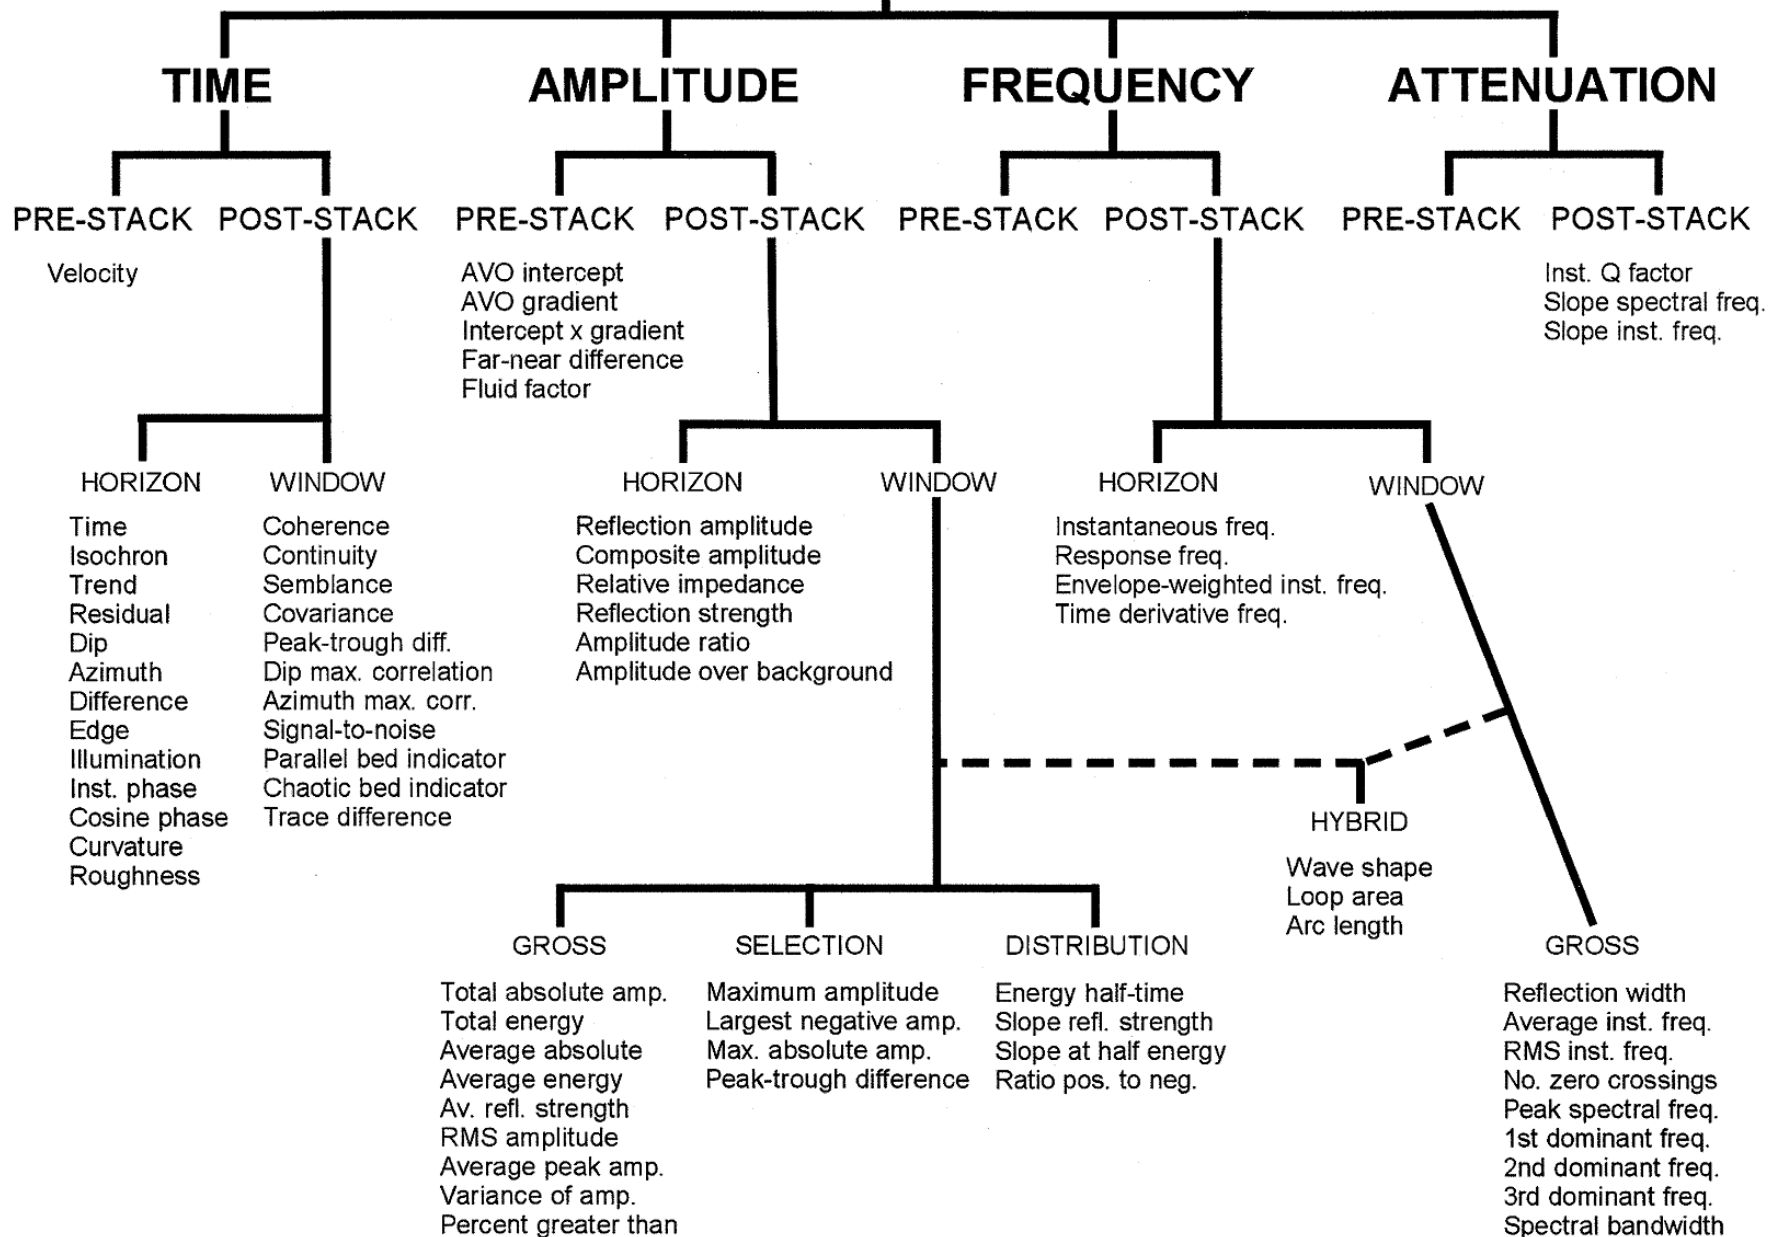 TIME
AMPLITUDE
FREQUENCY
ATTENUATION
PRE-STACK
POST-STACK
PRE-STACK
POST-STACK
PRE-STACK
POST-STACK
PRE-STACK
POST-STACK
Velocity
AVO intercept
AVO gradient
Intercept x gradient
Far-near difference
Fluid factor
Inst. Q factor
Slope spectral freq.
Slope inst. freq.
HORIZON
Time
Isochron
Trend
Residual
Dip
Azimuth
Difference
Edge
Illumination
Inst. phase
Cosine phase
Curvature
Roughness
WINDOW
Coherence
Continuity
Semblance
Covariance
Peak-trough diff.
Dip max. correlation
Azimuth max. corr.
Signal-to-noise
Parallel bed indicator
Chaotic bed indicator
Trace difference
HORIZON
Reflection amplitude
Composite amplitude
Relative impedance
Reflection strength
Amplitude ratio
Amplitude over background
WINDOW
HORIZON
Instantaneous freq.
Response freq.
Envelope-weighted inst. freq.
Time derivative freq.
WINDOW
HYBRID
Wave shape
Loop area
Arc length
GROSS
Total absolute amp.
Total energy
Average absolute
Average energy
Av. refl. strength
RMS amplitude
Average peak amp.
Variance of amp.
Percent greater than
SELECTION
Maximum amplitude
Largest negative amp.
Max. absolute amp.
Peak-trough difference
DISTRIBUTION
Energy half-time
Slope refl. strength
Slope at half energy
Ratio pos. to neg.
GROSS
Reflection width
Average inst. freq.
RMS inst. freq.
No. zero crossings
Peak spectral freq.
1st dominant freq.
2nd dominant freq.
3rd dominant freq.
Spectral bandwidth